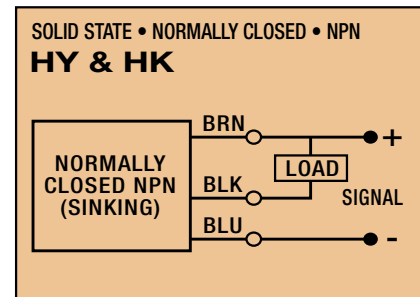 SOLID STATE • NORMALLY CLOSED • NPN
HY & HK
BRN
+
NORMALLY
CLOSED NPN
(SINKING)
LOAD
BLK
SIGNAL
BLU
-